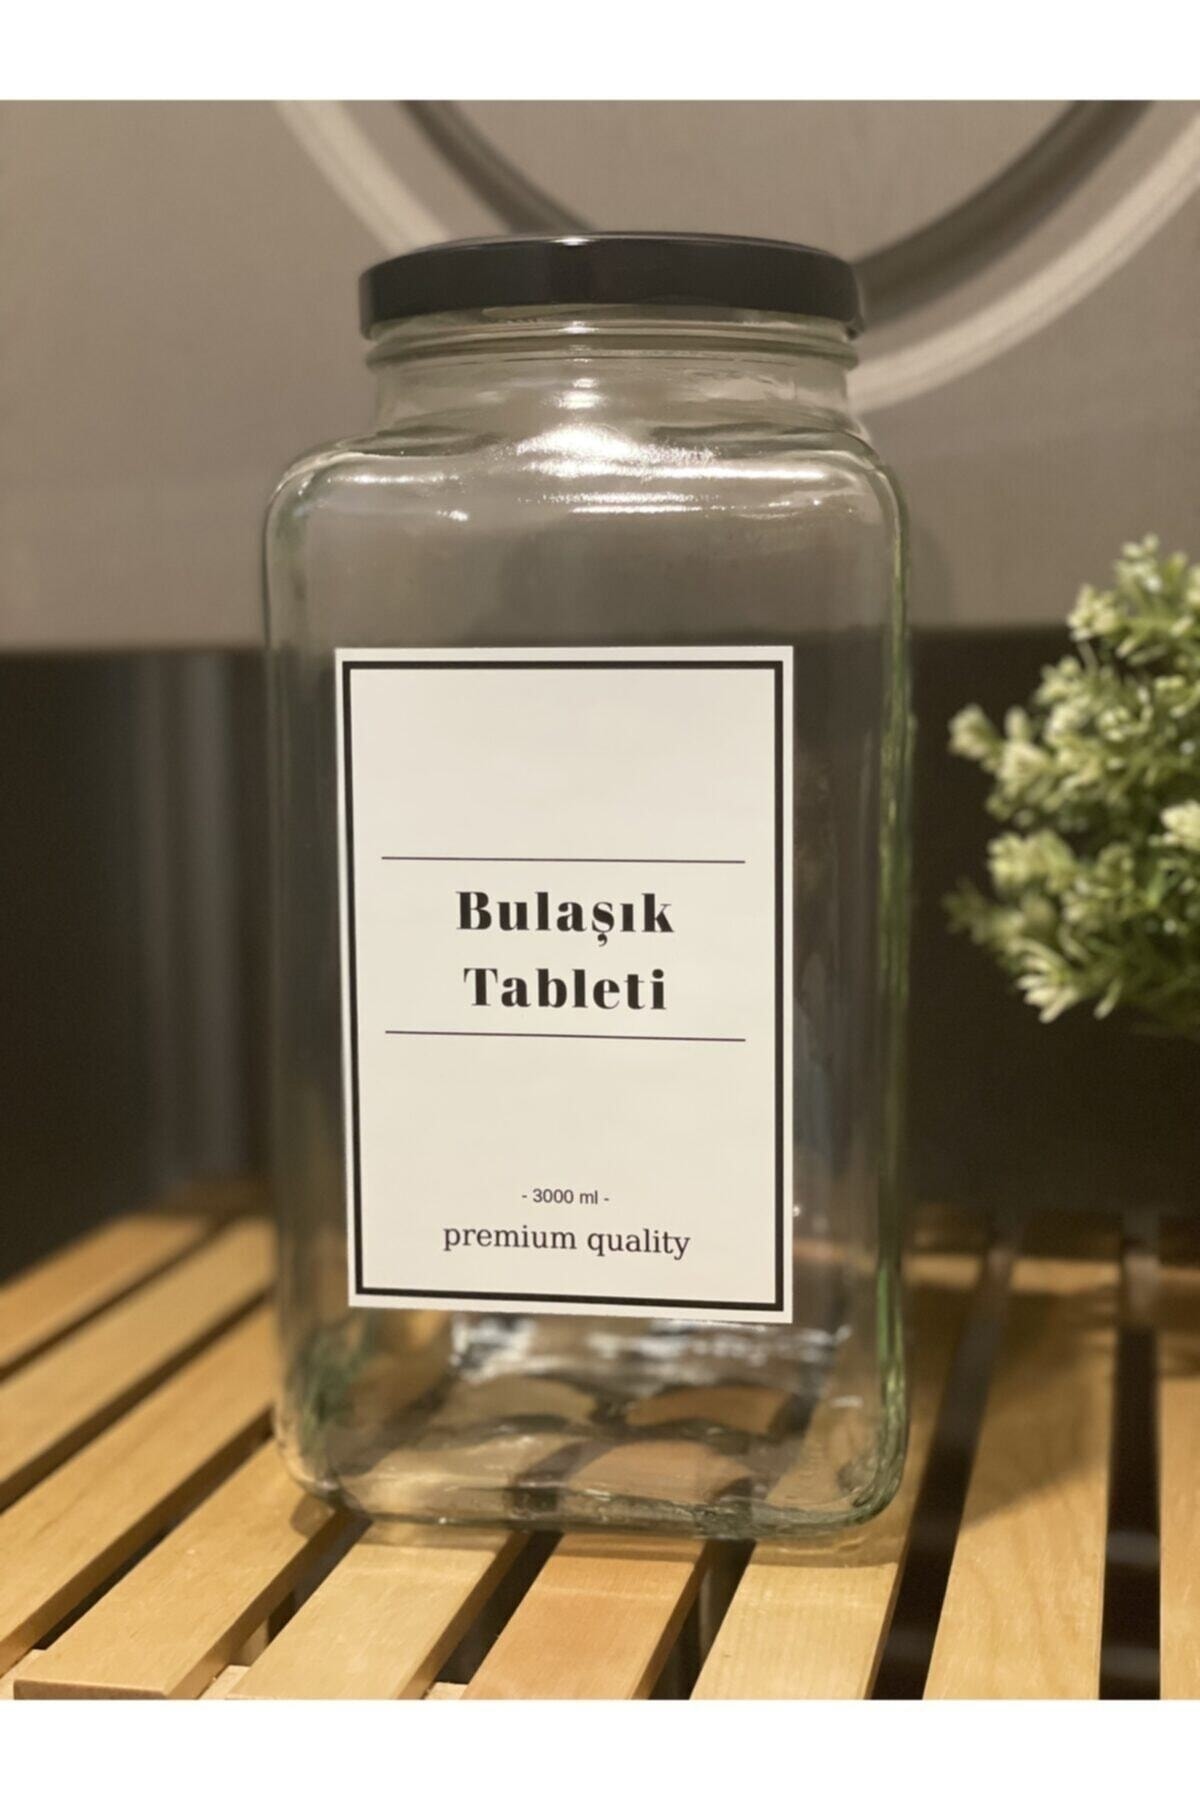 Bulaşık
Tableti
- 3000 ml -
premium quality